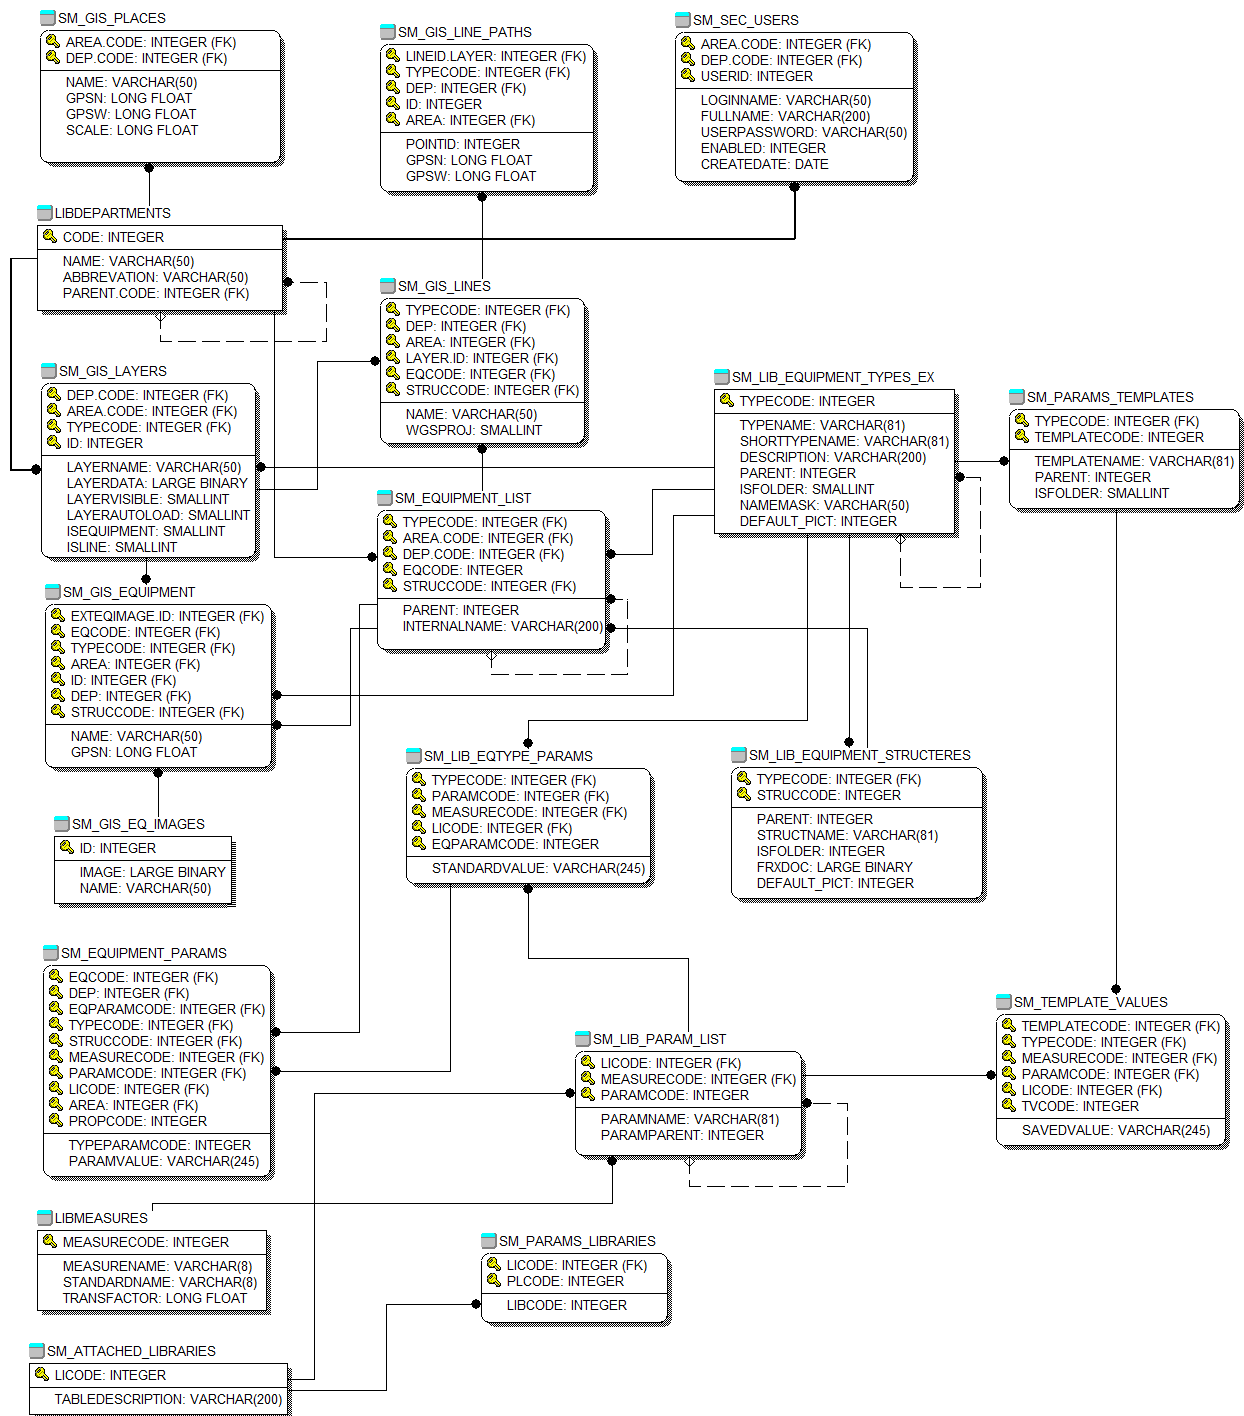 SM_GIS_PLACES
AREA.CODE: INTEGER (FK)
DEP.CODE: INTEGER (FK)
NAME: VARCHAR(50)
GPSN: LONG FLOAT
GPSW: LONG FLOAT
SCALE: LONG FLOAT
SM_GIS_LINE_PATHS
LINEID.LAYER: INTEGER (FK)
TYPECODE: INTEGER (FK)
DEP: INTEGER (FK)
ID: INTEGER
AREA: INTEGER (FK)
POINTID: INTEGER
GPSN: LONG FLOAT
GPSW: LONG FLOAT
SM_SEC_USERS
AREA.CODE: INTEGER (FK)
DEP.CODE: INTEGER (FK)
USERID: INTEGER
LOGINNAME: VARCHAR(50)
FULLNAME: VARCHAR(200)
USERPASSWORD: VARCHAR(50)
ENABLED: INTEGER
CREATEDATE: DATE
LIBDEPARTMENTS
CODE: INTEGER
NAME: VARCHAR(50)
ABBREVATION: VARCHAR(50)
PARENT.CODE: INTEGER (FK)
SM_GIS_LINES
TYPECODE: INTEGER (FK)
DEP: INTEGER (FK)
AREA: INTEGER (FK)
LAYER.ID: INTEGER (FK)
EQCODE: INTEGER (FK)
STRUCCODE: INTEGER (FK)
NAME: VARCHAR(50)
WGSPROJ: SMALLINT
SM_GIS_LAYERS
DEP.CODE: INTEGER (FK)
AREA.CODE: INTEGER (FK)
TYPECODE: INTEGER (FK)
ID: INTEGER
LAYERNAME: VARCHAR(50)
LAYERDATA: LARGE BINARY
LAYERVISIBLE: SMALLINT
LAYERAUTOLOAD: SMALLINT
ISEQUIPMENT: SMALLINT
ISLINE: SMALLINT
SM_LIB_EQUIPMENT_TYPES_EX
TYPECODE: INTEGER
TYPENAME: VARCHAR(81)
SHORTTYPENAME: VARCHAR(81)
DESCRIPTION: VARCHAR(200)
PARENT: INTEGER
ISFOLDER: SMALLINT
NAMEMASK: VARCHAR(50)
DEFAULT_PICT: INTEGER
SM_PARAMS_TEMPLATES
TYPECODE: INTEGER (FK)
TEMPLATECODE: INTEGER
TEMPLATENAME: VARCHAR(81)
PARENT: INTEGER
ISFOLDER: SMALLINT
SM_EQUIPMENT_LIST
TYPECODE: INTEGER (FK)
AREA.CODE: INTEGER (FK)
DEP.CODE: INTEGER (FK)
EQCODE: INTEGER
STRUCCODE: INTEGER (FK)
PARENT: INTEGER
INTERNALNAME: VARCHAR(200)
SM_GIS_EQUIPMENT
EXTEQIMAGE.ID: INTEGER (FK)
EQCODE: INTEGER (FK)
TYPECODE: INTEGER (FK)
AREA: INTEGER (FK)
ID: INTEGER (FK)
DEP: INTEGER (FK)
STRUCCODE: INTEGER (FK)
NAME: VARCHAR(50)
GPSN: LONG FLOAT
SM_LIB_EQTYPE_PARAMS
TYPECODE: INTEGER (FK)
PARAMCODE: INTEGER (FK)
MEASURECODE: INTEGER (FK)
LICODE: INTEGER (FK)
EQPARAMCODE: INTEGER
STANDARDVALUE: VARCHAR(245)
SM_LIB_EQUIPMENT_STRUCTERES
TYPECODE: INTEGER (FK)
STRUCCODE: INTEGER
PARENT: INTEGER
STRUCTNAME: VARCHAR(81)
ISFOLDER: INTEGER
FRXDOC: LARGE BINARY
DEFAULT_PICT: INTEGER
SM_GIS_EQ_IMAGES
ID: INTEGER
IMAGE: LARGE BINARY
NAME: VARCHAR(50)
SM_EQUIPMENT_PARAMS
EQCODE: INTEGER (FK)
DEP: INTEGER (FK)
EQPARAMCODE: INTEGER (FK)
TYPECODE: INTEGER (FK)
STRUCCODE: INTEGER (FK)
MEASURECODE: INTEGER (FK)
PARAMCODE: INTEGER (FK)
LICODE: INTEGER (FK)
AREA: INTEGER (FK)
PROPCODE: INTEGER
TYPEPARAMCODE: INTEGER
PARAMVALUE: VARCHAR(245)
SM_LIB_PARAM_LIST
LICODE: INTEGER (FK)
MEASURECODE: INTEGER (FK)
PARAMCODE: INTEGER
PARAMNAME: VARCHAR(81)
PARAMPARENT: INTEGER
SM_TEMPLATE_VALUES
TEMPLATECODE: INTEGER (FK)
TYPECODE: INTEGER (FK)
MEASURECODE: INTEGER (FK)
PARAMCODE: INTEGER (FK)
LICODE: INTEGER (FK)
TVCODE: INTEGER
SAVEDVALUE: VARCHAR(245)
LIBMEASURES
MEASURECODE: INTEGER
MEASURENAME: VARCHAR(8)
STANDARDNAME: VARCHAR(8)
TRANSFACTOR: LONG FLOAT
SM_PARAMS_LIBRARIES
LICODE: INTEGER (FK)
PLCODE: INTEGER
LIBCODE: INTEGER
SM_ATTACHED_LIBRARIES
LICODE: INTEGER
TABLEDESCRIPTION: VARCHAR(200)